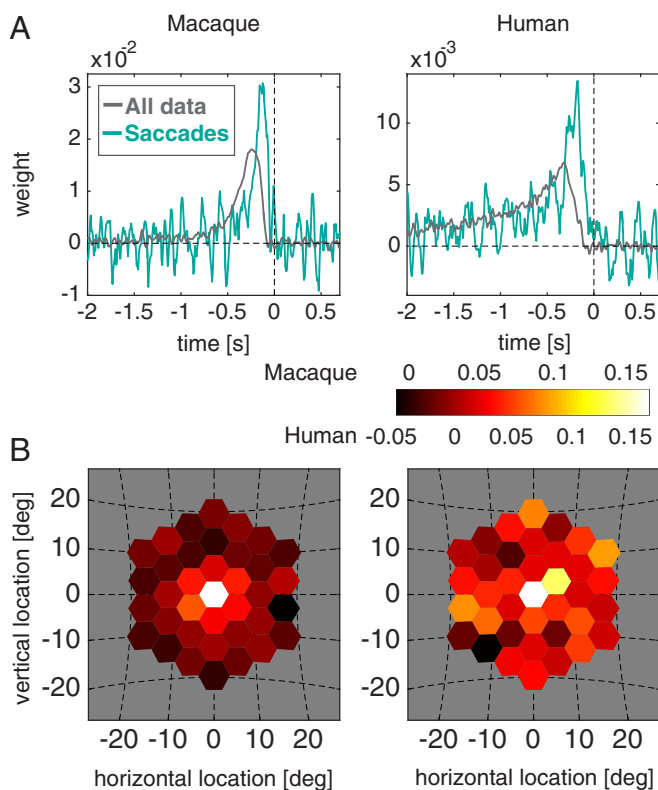 A
Macaque
Human
x10^2
x10^3
3
2
1
0
-1
weight
All data
Saccades
10
5
0
-2 -1.5 -1 -0.5 0 0.5
time [s]
-2 -1.5 -1 -0.5 0 0.5
time [s]
Macaque
0 0.05 0.1 0.15
Human
-0.05 0 0.05 0.1 0.15
B
vertical location [deg]
20
10
0
-10
-20
20
10
0
-10
-20
-20 -10 0 10 20
horizontal location [deg]
-20 -10 0 10 20
horizontal location [deg]